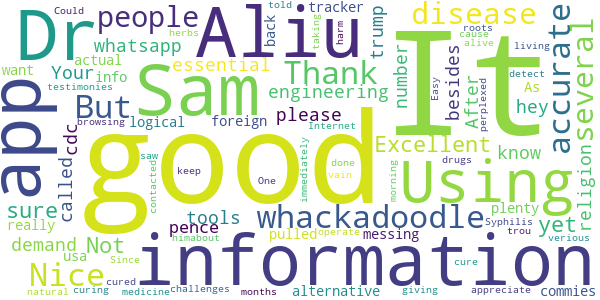 Could told people disease tracker
Dr Aliu It
herbs taking roots cause alive living
whatsapp back trump harm
Your actual want info essential As several
testimonies natural
app Sam Thank number besides accurate detect
But engineering After hey Easy perplexed
cdc logical foreign please Excellent know
browsing Internet
good Using religion
called saw contacted keep One done vain immediately morning drugs
sure tools whackadoodle plenty Syphilis yet
really Not pence messing trou
demand usa pulled himabout operate verious
Nice information
Since cured curing medicine challenges months alternative giving cure appreciate commies